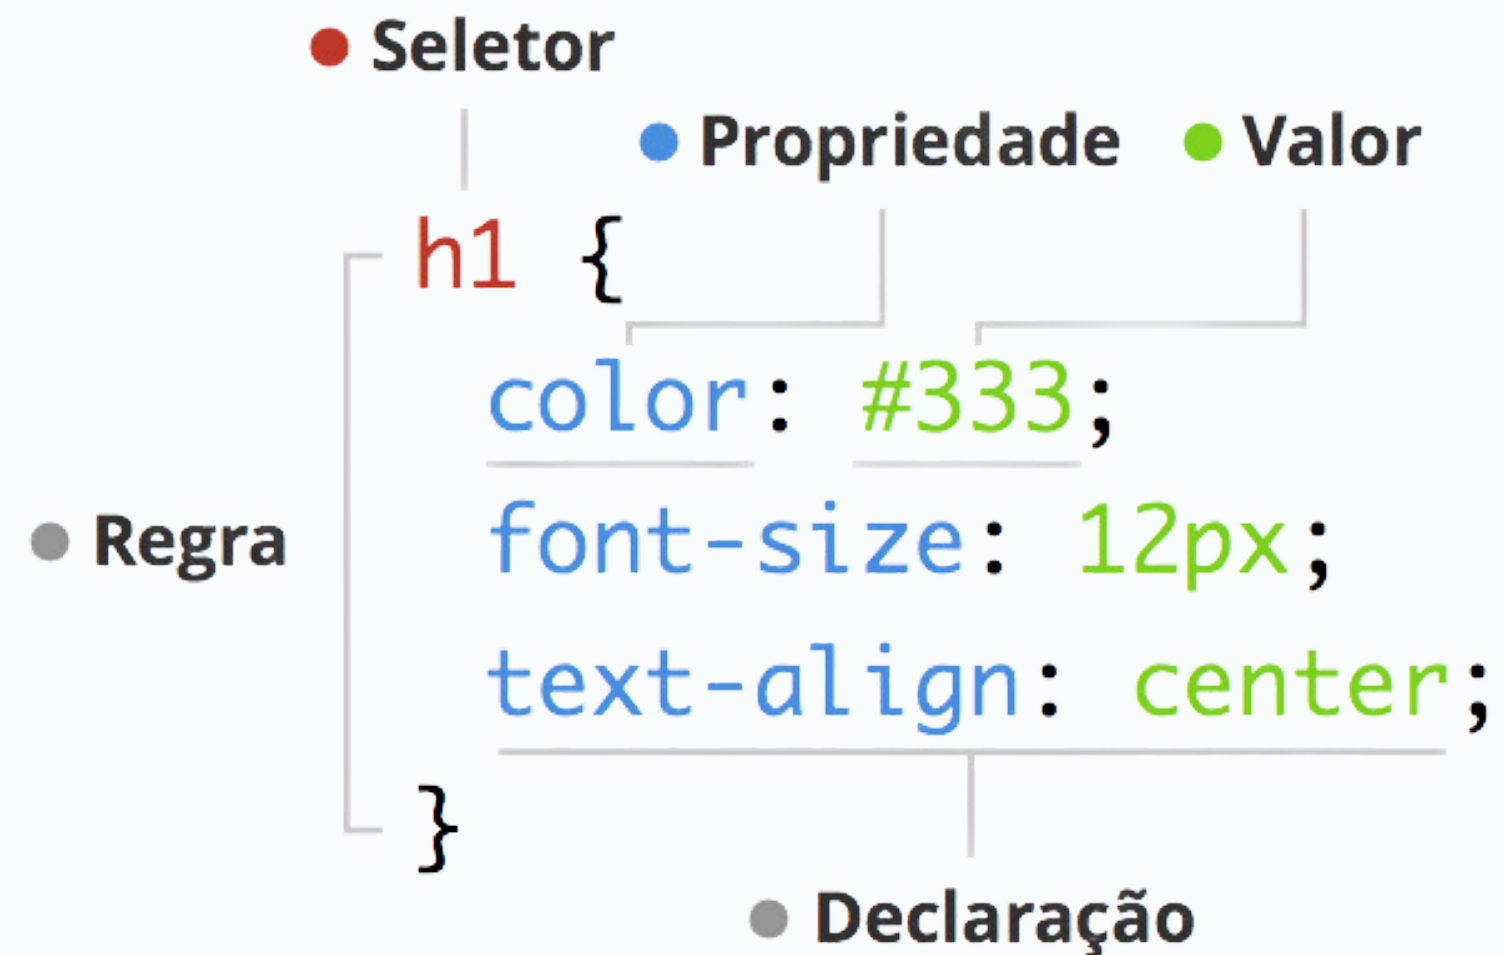 Seletor
Propriedade Valor
h1 {
color: #333;
font-size: 12px;
Regra
text-align: center;
}
Declaração